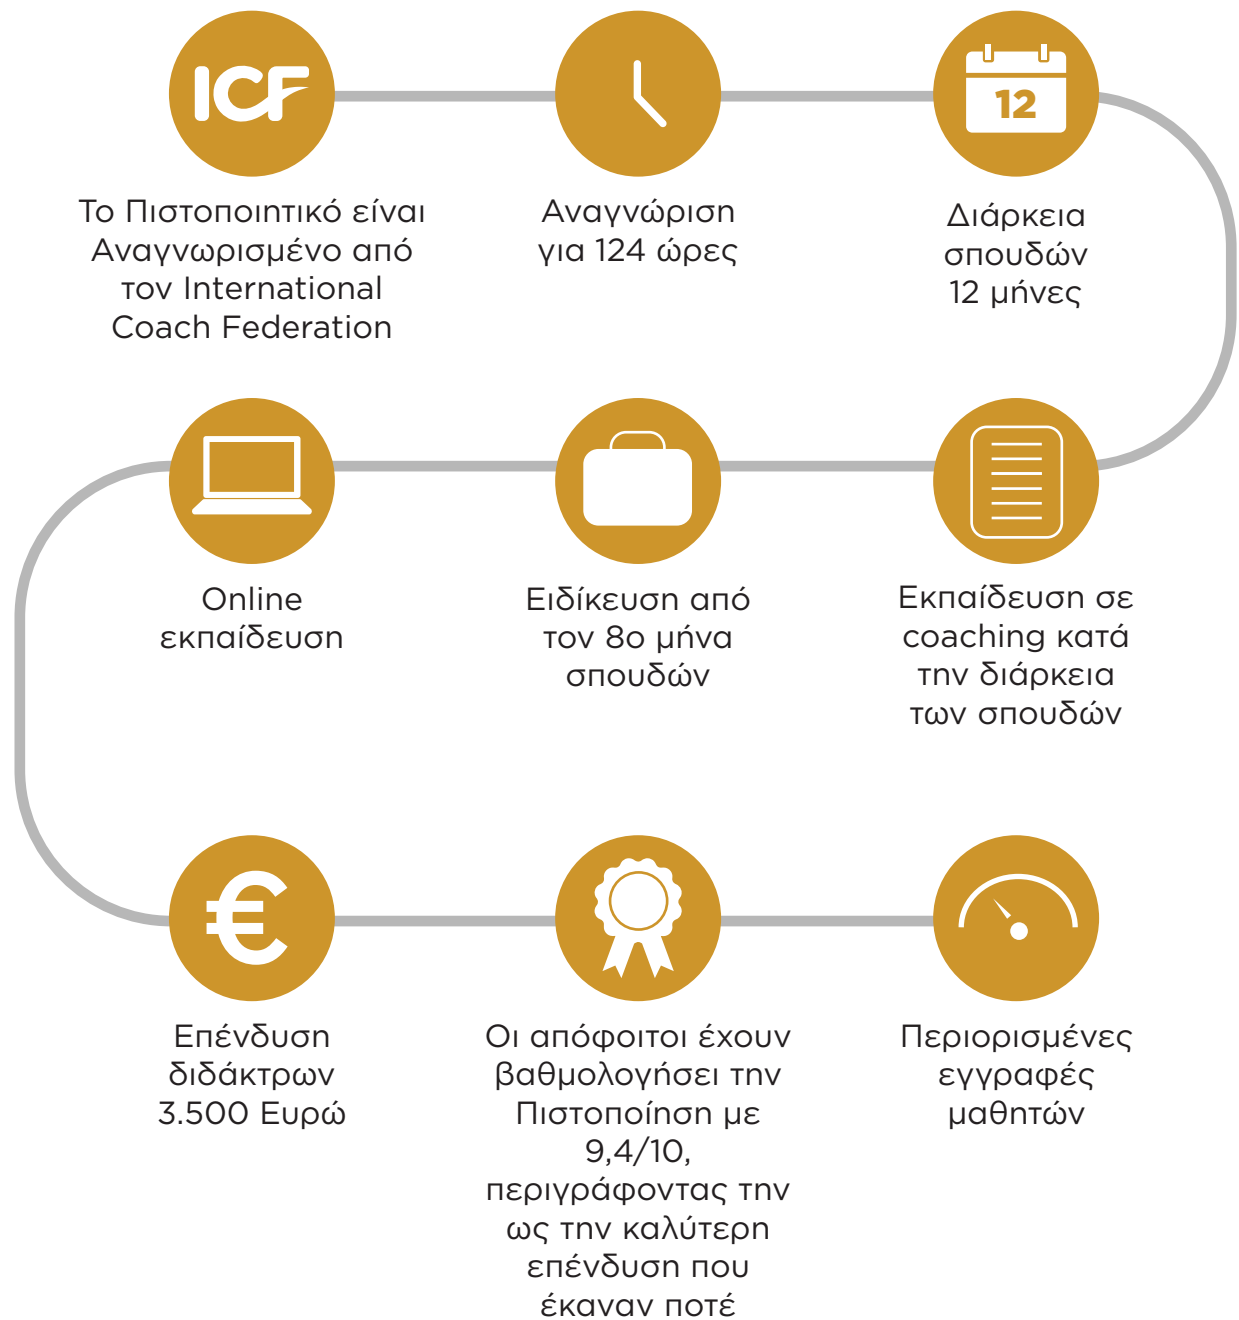 ICF
12
Το Πιστοποιητικό είναι
Αναγνωρισμένο από
τον International
Coach Federation
Αναγνώριση
για 124 ώρες
Διάρκεια
σπουδών
12 μήνες
Online
εκπαίδευση
Ειδίκευση από
τον 8ο μήνα
σπουδών
Εκπαίδευση σε
coaching κατά
την διάρκεια
των σπουδών
€
Επένδυση
διδάκτρων
3.500 Ευρώ
Οι απόφοιτοι έχουν
βαθμολογήσει την
Πιστοποίηση με
9,4/10,
περιγράφοντας την
ως την καλύτερη
επένδυση που
έκαναν ποτέ
Περιορισμένες
εγγραφές
μαθητών